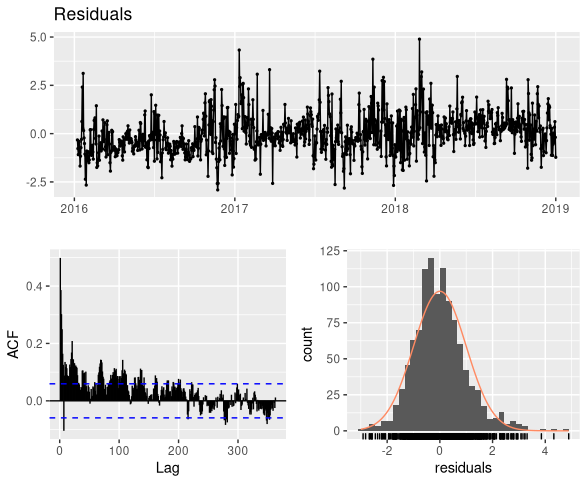 Residuals
5.0
2.5
0.0
-2.5
2016 2017 2018 2019
ACF
0.4
0.2
0.0
0 100 200 300
Lag
count
125
100
75
50
25
0
-2 0 2 4
residuals